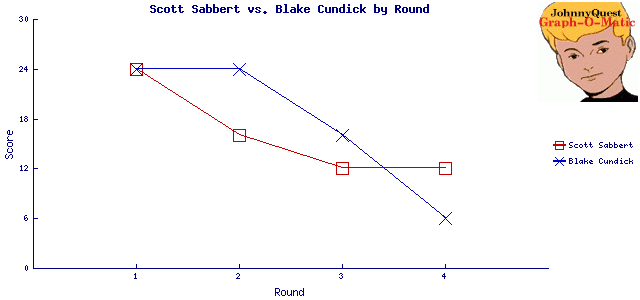 Scott Sabbert vs. Blake Cundick by Round
JohnnyQuest
Graph-O-Matic
30
24
18
12
6
0
Score
1 2 3 4
Round
Scott Sabbert
Blake Cundick